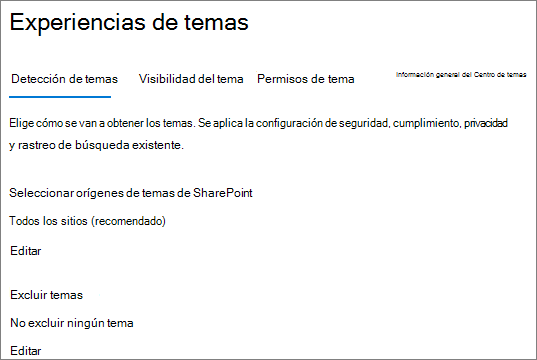 Experiencias de temas
Detección de temas Visibilidad del tema Permisos de tema Información general del Centro de temas
Elige cómo se van a obtener los temas. Se aplica la configuración de seguridad, cumplimiento, privacidad
y rastreo de búsqueda existente.
Seleccionar orígenes de temas de SharePoint
Todos los sitios (recomendado)
Editar
Excluir temas
No excluir ningún tema
Editar